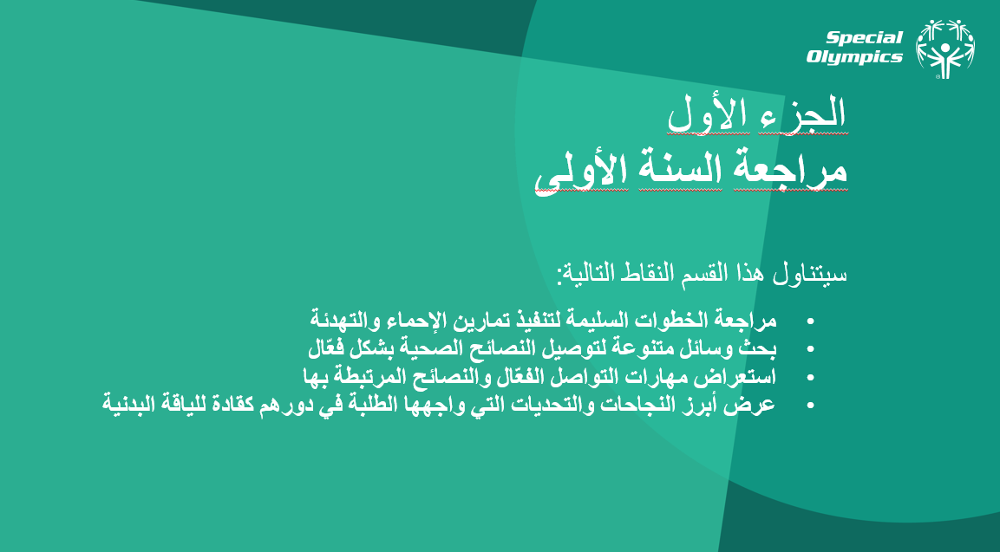 Special
Olympics
الجزء الأول
مراجعة السنة الأولى
سيتناول هذا القسم النقاط التالية:
• مراجعة الخطوات السليمة لتنفيذ تمارين الإحماء والتهدئة
• بحث وسائل متنوعة لتوصيل النصائح الصحية بشكل فعّال
• استعراض مهارات التواصل الفعّال والنصائح المرتبطة بها
• عرض أبرز النجاحات والتحديات التي واجهها الطلبة في دورهم كقادة للياقة البدنية